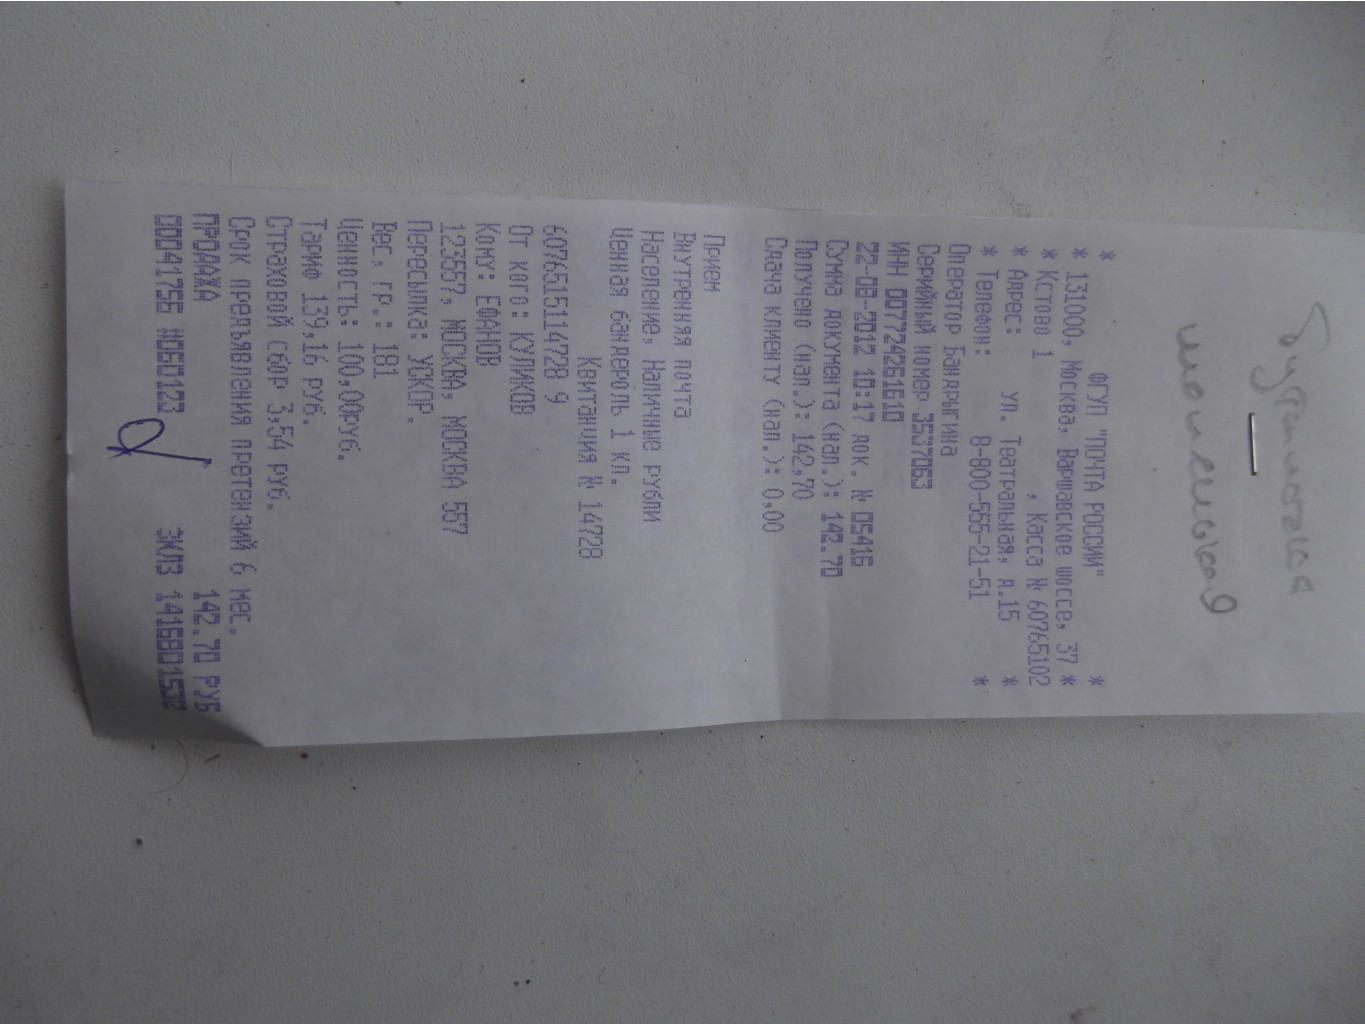 ФГУП "ПОЧТА РОССИИ"
* *
* 131000, Москва, Варшавское шоссе, 37 *
* Кстово 1 , Касса № 60765102
* Адрес: ул. Театральная, д.15 *
* Телефон: 8-800-555-21-51 *
Оператор Бандяргина
Серийный номер 3537063
ИНН 007724261610
22-08-2012 10:17 док. № 05416
Сумма документа (нал.): 142.70
Получено (нал.): 142,70
Сдача клиенту (нал.): 0,00
Прием
Внутренняя почта
Население, Наличные рубли
Ценная бандероль 1 кл.
Квитанция № 14728
607651514728 9
От кого: КУЛИКОВ
Кому: ЕФАНОВ
123557, МОСКВА, МОСКВА 557
Пересылка: УСКОР.
Вес, гр.: 181
Ценность: 100,00руб.
Тариф 139,16 руб.
Страховой сбор 3,54 руб.
Срок предъявления претензий 6 мес.
ПРОДАЖА 142.70 РУБ
00041756 №060123 ЭКЛЗ 1416801532